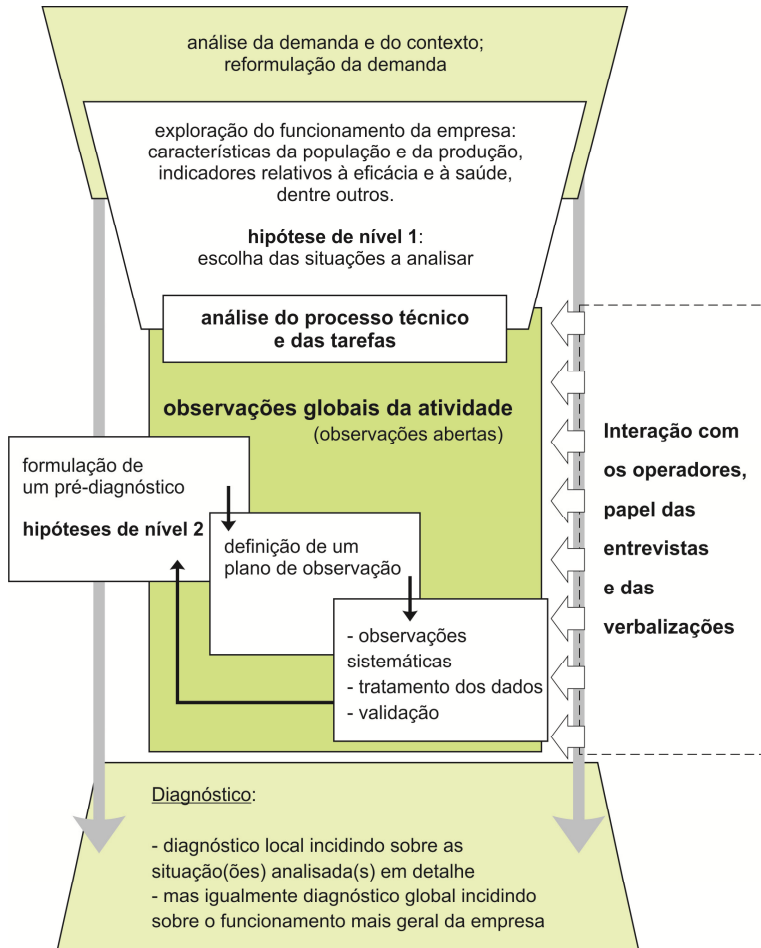 análise da demanda e do contexto;
reformulação da demanda
exploração do funcionamento da empresa:
características da população e da produção,
indicadores relativos à eficácia e à saúde,
dentre outros.
hipótese de nível 1:
escolha das situações a analisar
análise do processo técnico
e das tarefas
observações globais da atividade
(observações abertas)
formulação de
um pré-diagnóstico
hipóteses de nível 2
definição de um
plano de observação
- observações
sistemáticas
- tratamento dos dados
- validação
Interação com
os operadores,
papel das
entrevistas
e das
verbalizações
Diagnóstico:
- diagnóstico local incidindo sobre as
situação(ões) analisada(s) em detalhe
- mas igualmente diagnóstico global incidindo
sobre o funcionamento mais geral da empresa